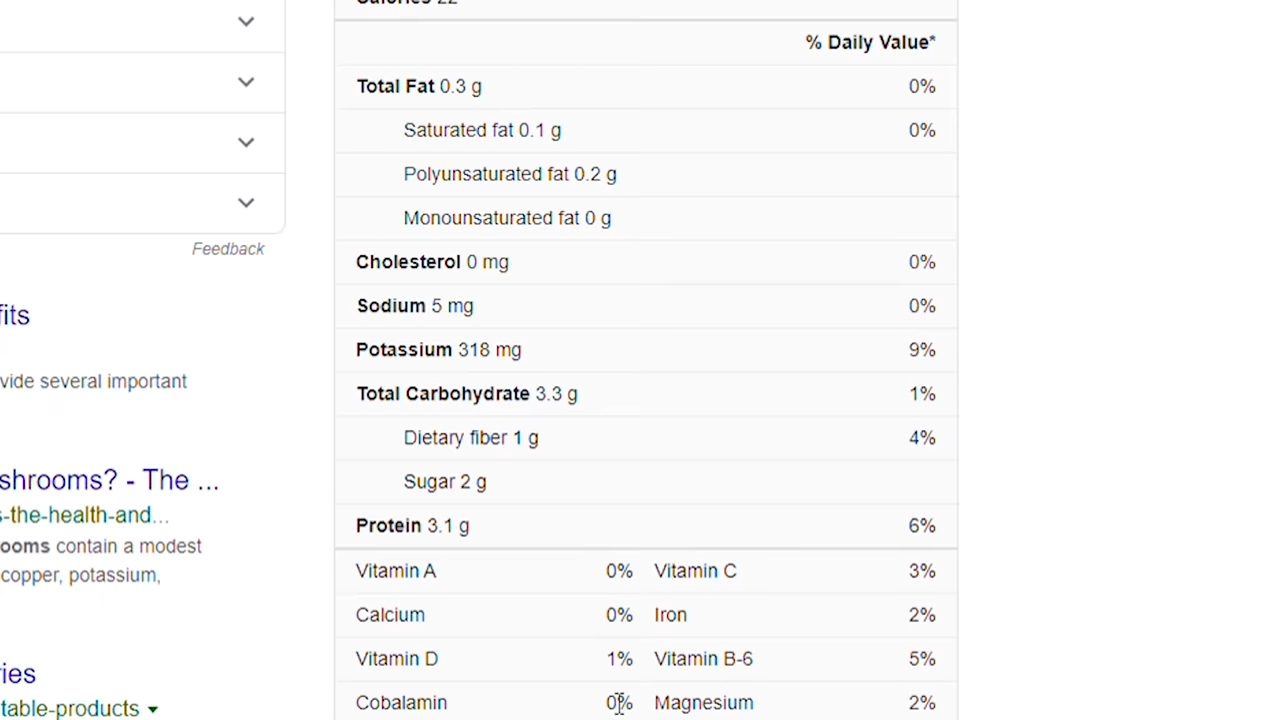 Calories 22
% Daily Value*
Total Fat 0.3 g 0%
Saturated fat 0.1 g 0%
Polyunsaturated fat 0.2 g
Monounsaturated fat 0 g
Cholesterol 0 mg 0%
Sodium 5 mg 0%
Potassium 318 mg 9%
Total Carbohydrate 3.3 g 1%
Dietary fiber 1 g 4%
Sugar 2 g
Protein 3.1 g 6%
Vitamin A 0% Vitamin C 3%
Calcium 0% Iron 2%
Vitamin D 1% Vitamin B-6 5%
Cobalamin 0% Magnesium 2%
Feedback
fits
vide several important
shrooms? - The ...
s-the-health-and...
ooms contain a modest
copper, potassium,
ries
table-products